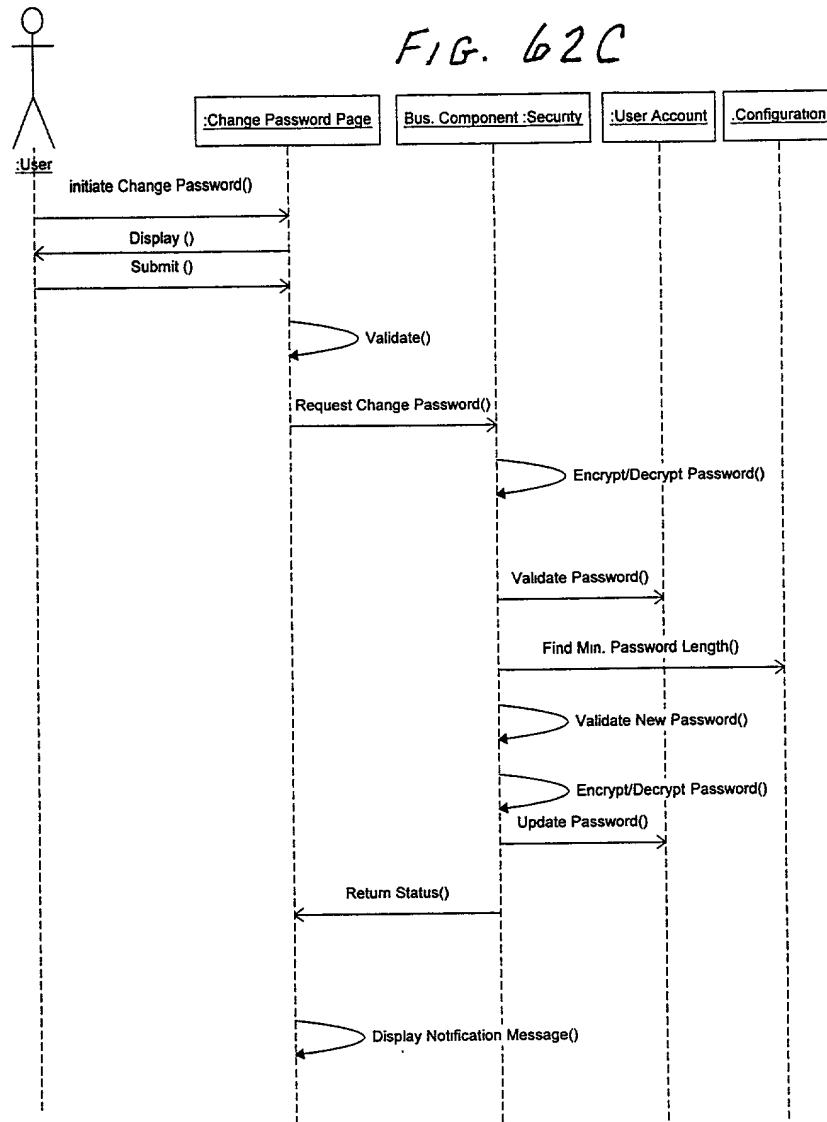 FIG. 62C
:User
:Change Password Page
Bus. Component :Security
:User Account
.Configuration
initiate Change Password()
Display ()
Submit ()
Validate()
Request Change Password()
Encrypt/Decrypt Password()
Validate Password()
Find Min. Password Length()
Validate New Password()
Encrypt/Decrypt Password()
Update Password()
Return Status()
Display Notification Message()